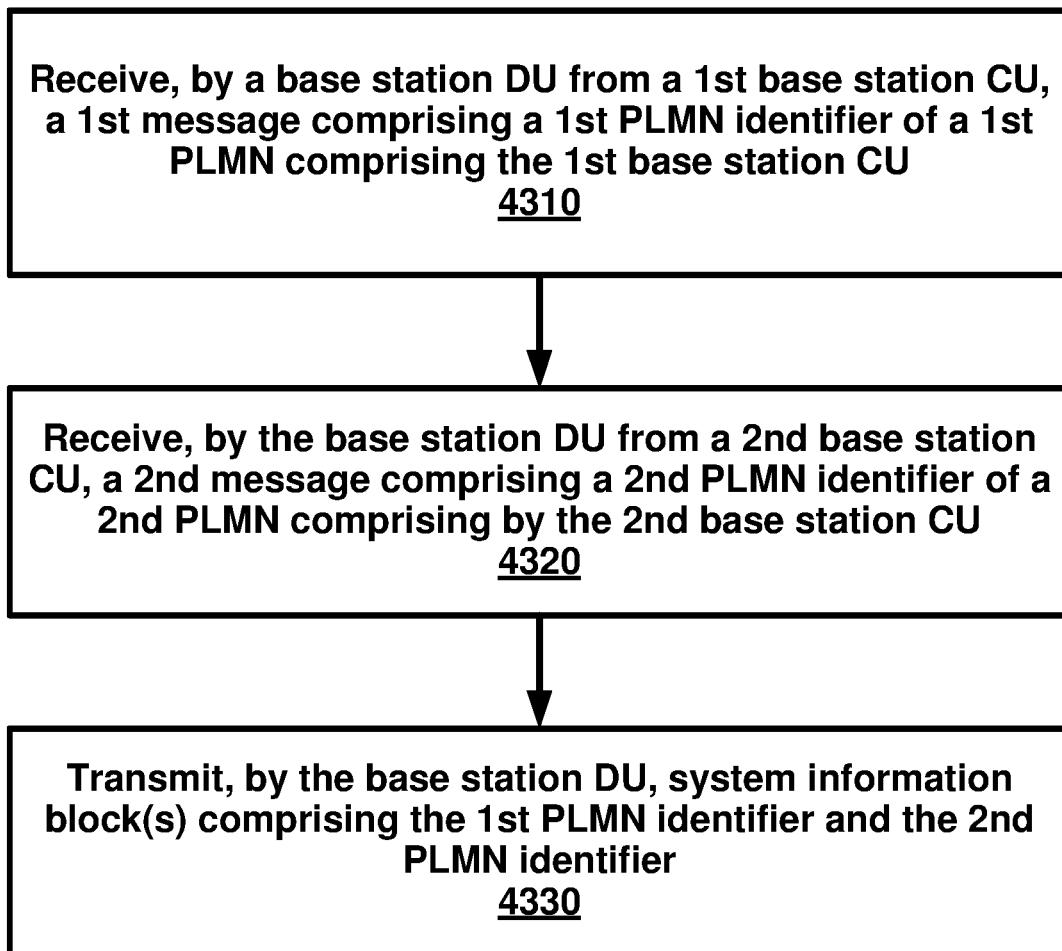 Receive, by a base station DU from a 1st base station CU,
a 1st message comprising a 1st PLMN identifier of a 1st
PLMN comprising the 1st base station CU
4310
Receive, by the base station DU from a 2nd base station
CU, a 2nd message comprising a 2nd PLMN identifier of a
2nd PLMN comprising by the 2nd base station CU
4320
Transmit, by the base station DU, system information
block(s) comprising the 1st PLMN identifier and the 2nd
PLMN identifier
4330